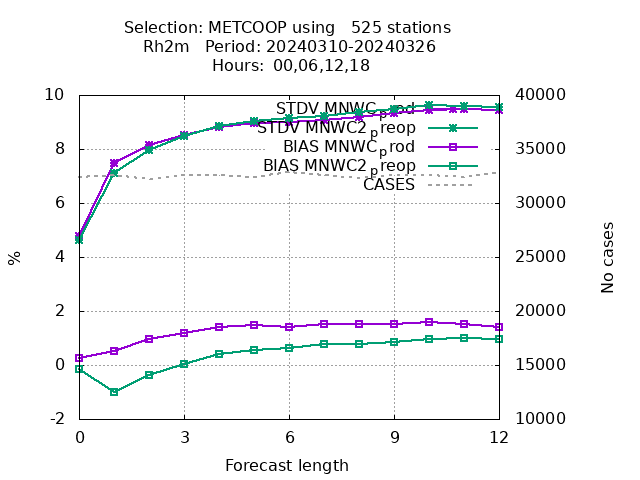 Selection: METCOOP using   525 stations
Rh2m   Period: 20240310-20240326
Hours:  00,06,12,18
10
8
6
4
2
0
-2
%
40000
35000
30000
25000
20000
15000
10000
No cases
STDV MNWC_prod
STDV MNWC2_preop
BIAS MNWC_prod
BIAS MNWC2_preop
CASES
0 3 6 9 12
Forecast length